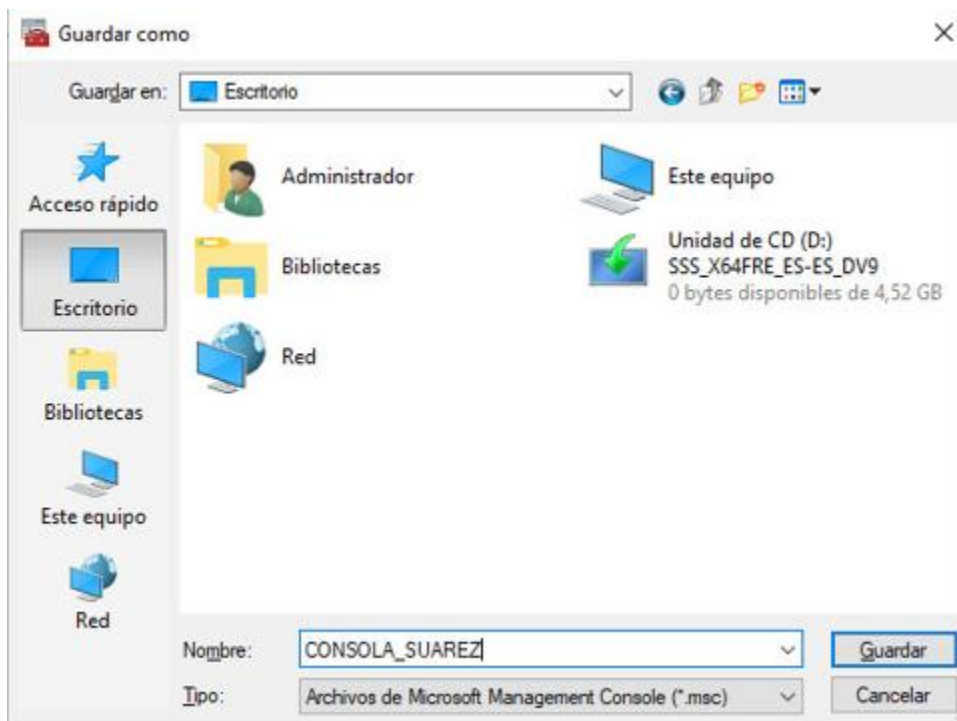 Guardar como
Guardar en:
Escritorio
Acceso rápido
Escritorio
Bibliotecas
Este equipo
Red
Administrador
Este equipo
Bibliotecas
Unidad de CD (D:)
SSS_X64FRE_ES-ES_DV9
0 bytes disponibles de 4,52 GB
Red
Nombre:
CONSOLA_SUAREZ
Guardar
Tipo:
Archivos de Microsoft Management Console (*.msc)
Cancelar